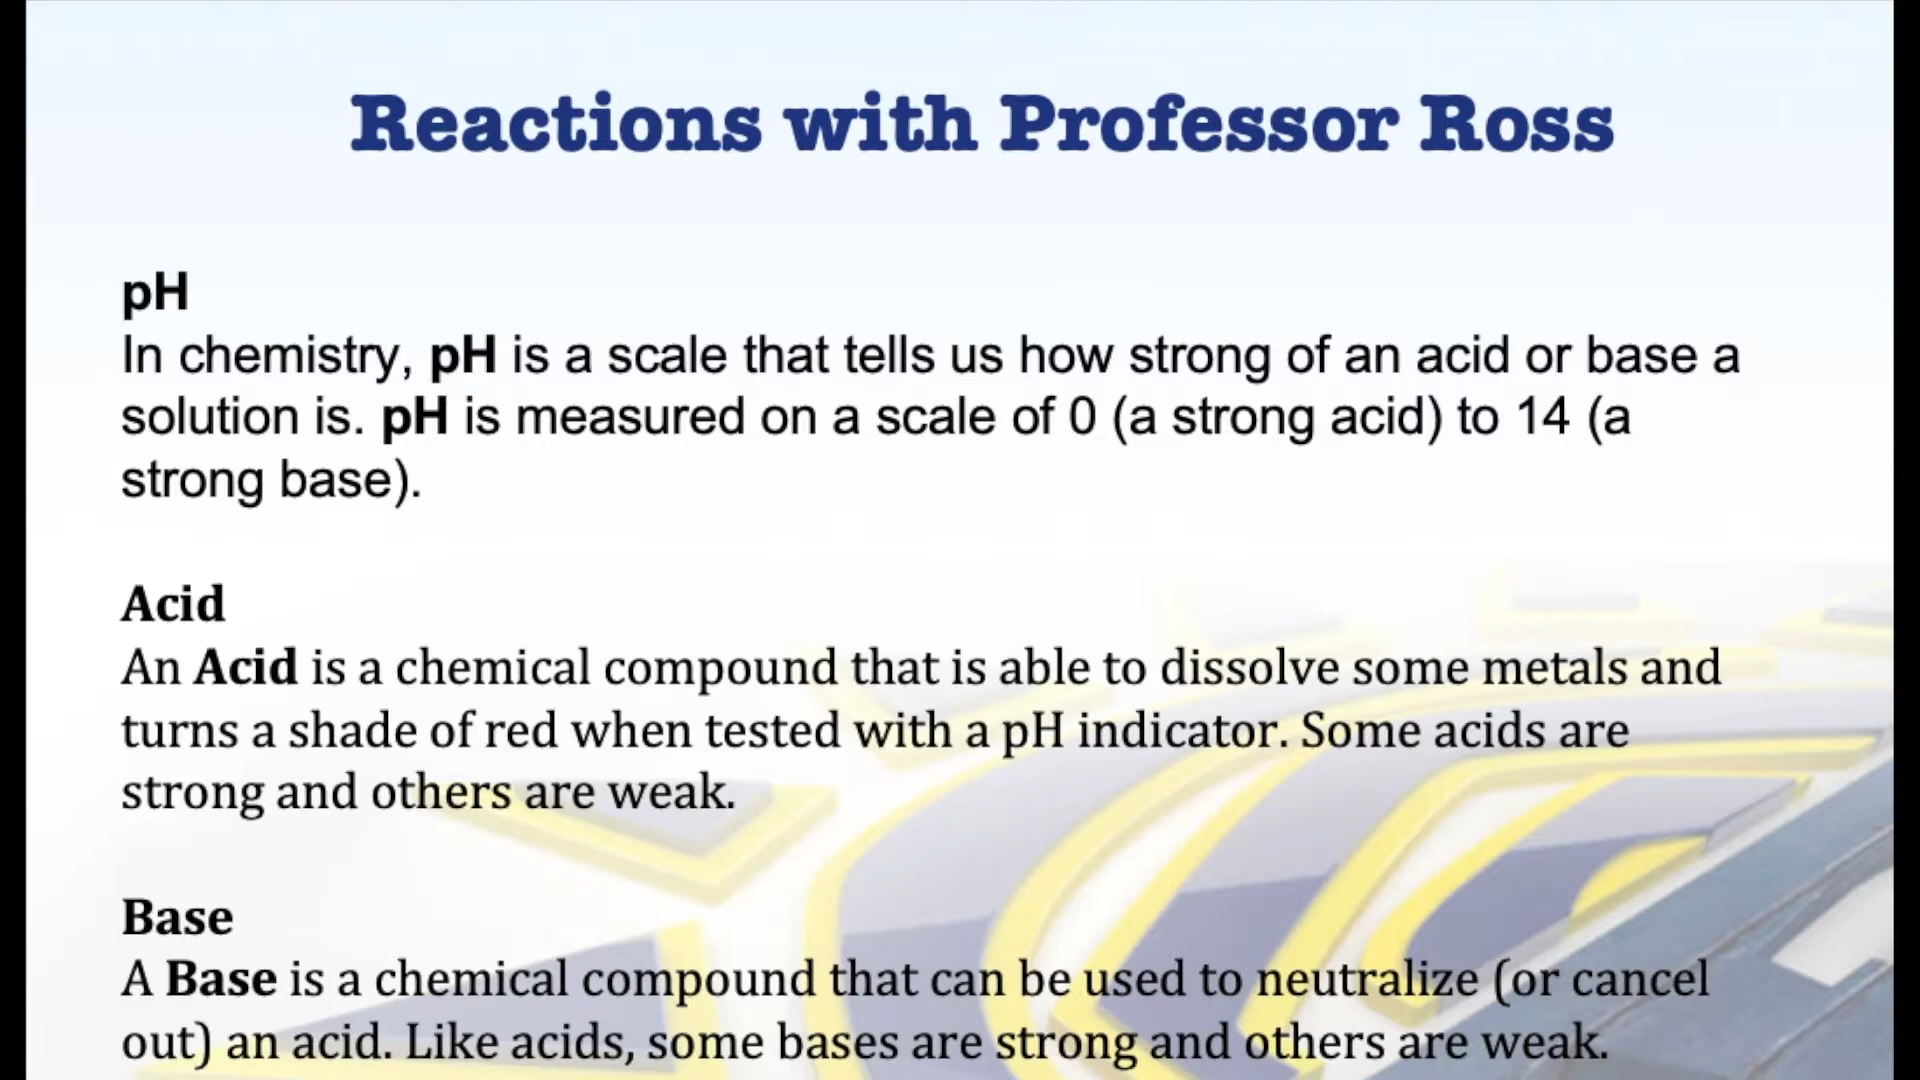 Reactions with Professor Ross
pH
In chemistry, pH is a scale that tells us how strong of an acid or base a
solution is. pH is measured on a scale of 0 (a strong acid) to 14 (a
strong base).
Acid
An Acid is a chemical compound that is able to dissolve some metals and
turns a shade of red when tested with a pH indicator. Some acids are
strong and others are weak.
Base
A Base is a chemical compound that can be used to neutralize (or cancel
out) an acid. Like acids, some bases are strong and others are weak.